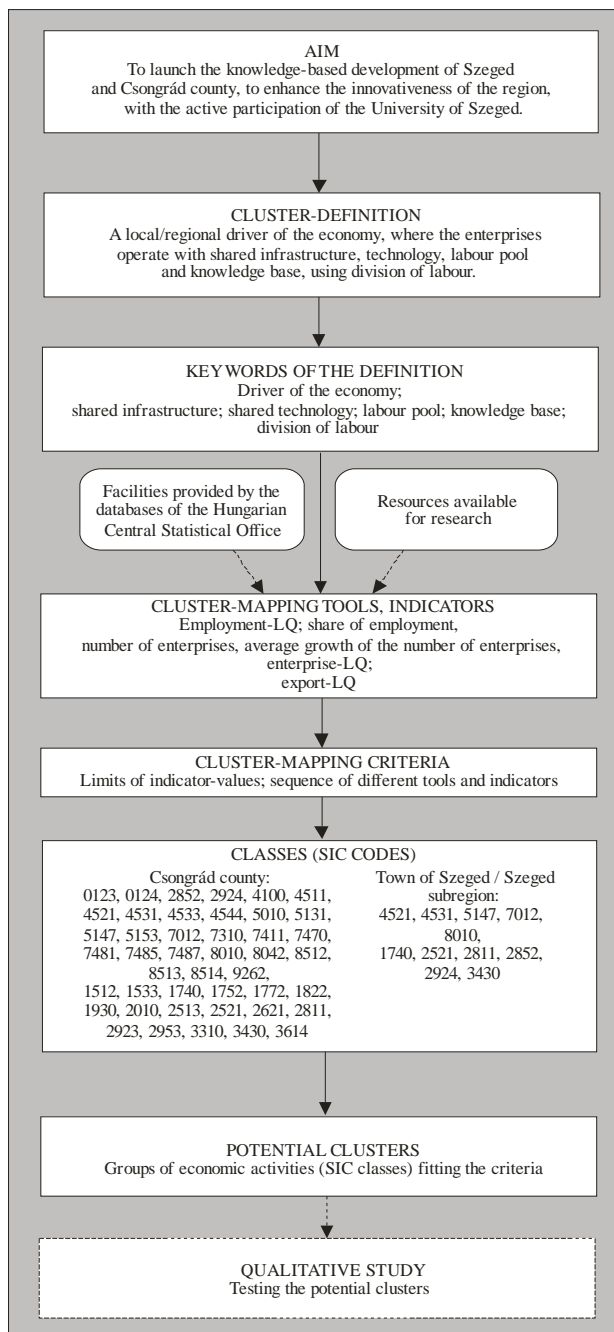 AIM
To launch the knowledge-based development of Szeged
and Csongrád county, to enhance the innovativeness of the region,
with the active participation of the University of Szeged.
CLUSTER-DEFINITION
A local/regional driver of the economy, where the enterprises
operate with shared infrastructure, technology, labour pool
and knowledge base, using division of labour.
KEYWORDS OF THE DEFINITION
Driver of the economy;
shared infrastructure; shared technology; labour pool; knowledge base;
division of labour
Facilities provided by the
databases of the Hungarian
Central Statistical Office
Resources available
for research
CLUSTER-MAPPING TOOLS, INDICATORS
Employment-LQ; share of employment,
number of enterprises, average growth of the number of enterprises,
enterprise-LQ;
export-LQ
CLUSTER-MAPPING CRITERIA
Limits of indicator-values; sequence of different tools and indicators
CLASSES (SIC CODES)
Csongrád county:
0123, 0124, 2852, 2924, 4100, 4511,
4521, 4531, 4533, 4544, 5010, 5131,
5147, 5153, 7012, 7310, 7411, 7470,
7481, 7485, 7487, 8010, 8042, 8512,
8513, 8514, 9262,
1512, 1533, 1740, 1752, 1772, 1822,
1930, 2010, 2513, 2521, 2621, 2811,
2923, 2953, 3310, 3430, 3614
Town of Szeged / Szeged
subregion:
4521, 4531, 5147, 7012,
8010,
1740, 2521, 2811, 2852,
2924, 3430
POTENTIAL CLUSTERS
Groups of economic activities (SIC classes) fitting the criteria
QUALITATIVE STUDY
Testing the potential clusters